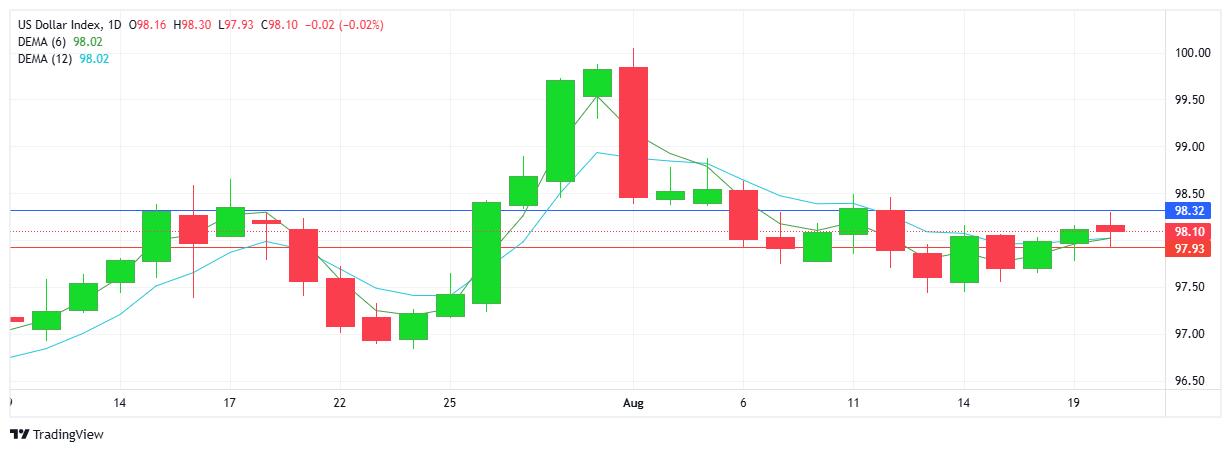 US Dollar Index, 1D O98.16 H98.30 L97.93 C98.10 −0.02 (−0.02%)
DEMA (6) 98.02
DEMA (12) 98.02
100.00
99.50
99.00
98.50
98.32
98.10
97.93
97.50
97.00
96.50
14 17 22 25 Aug 6 11 14 19
TradingView